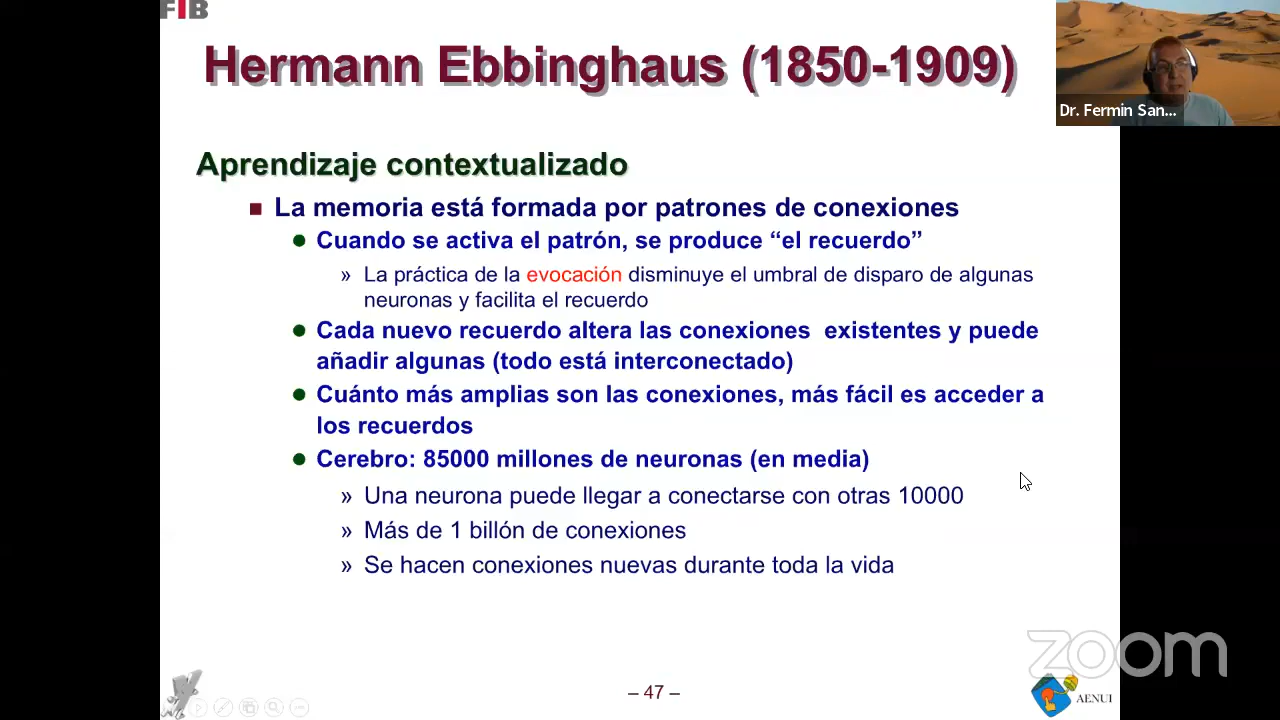 FIB
Hermann Ebbinghaus (1850-1909)
Dr. Fermin San...
Aprendizaje contextualizado
La memoria está formada por patrones de conexiones
Cuando se activa el patrón, se produce “el recuerdo”
» La práctica de la evocación disminuye el umbral de disparo de algunas
neuronas y facilita el recuerdo
Cada nuevo recuerdo altera las conexiones existentes y puede
añadir algunas (todo está interconectado)
Cuánto más amplias son las conexiones, más fácil es acceder a
los recuerdos
Cerebro: 85000 millones de neuronas (en media)
» Una neurona puede llegar a conectarse con otras 10000
» Más de 1 billón de conexiones
» Se hacen conexiones nuevas durante toda la vida
zoom
– 47 –
AENUI